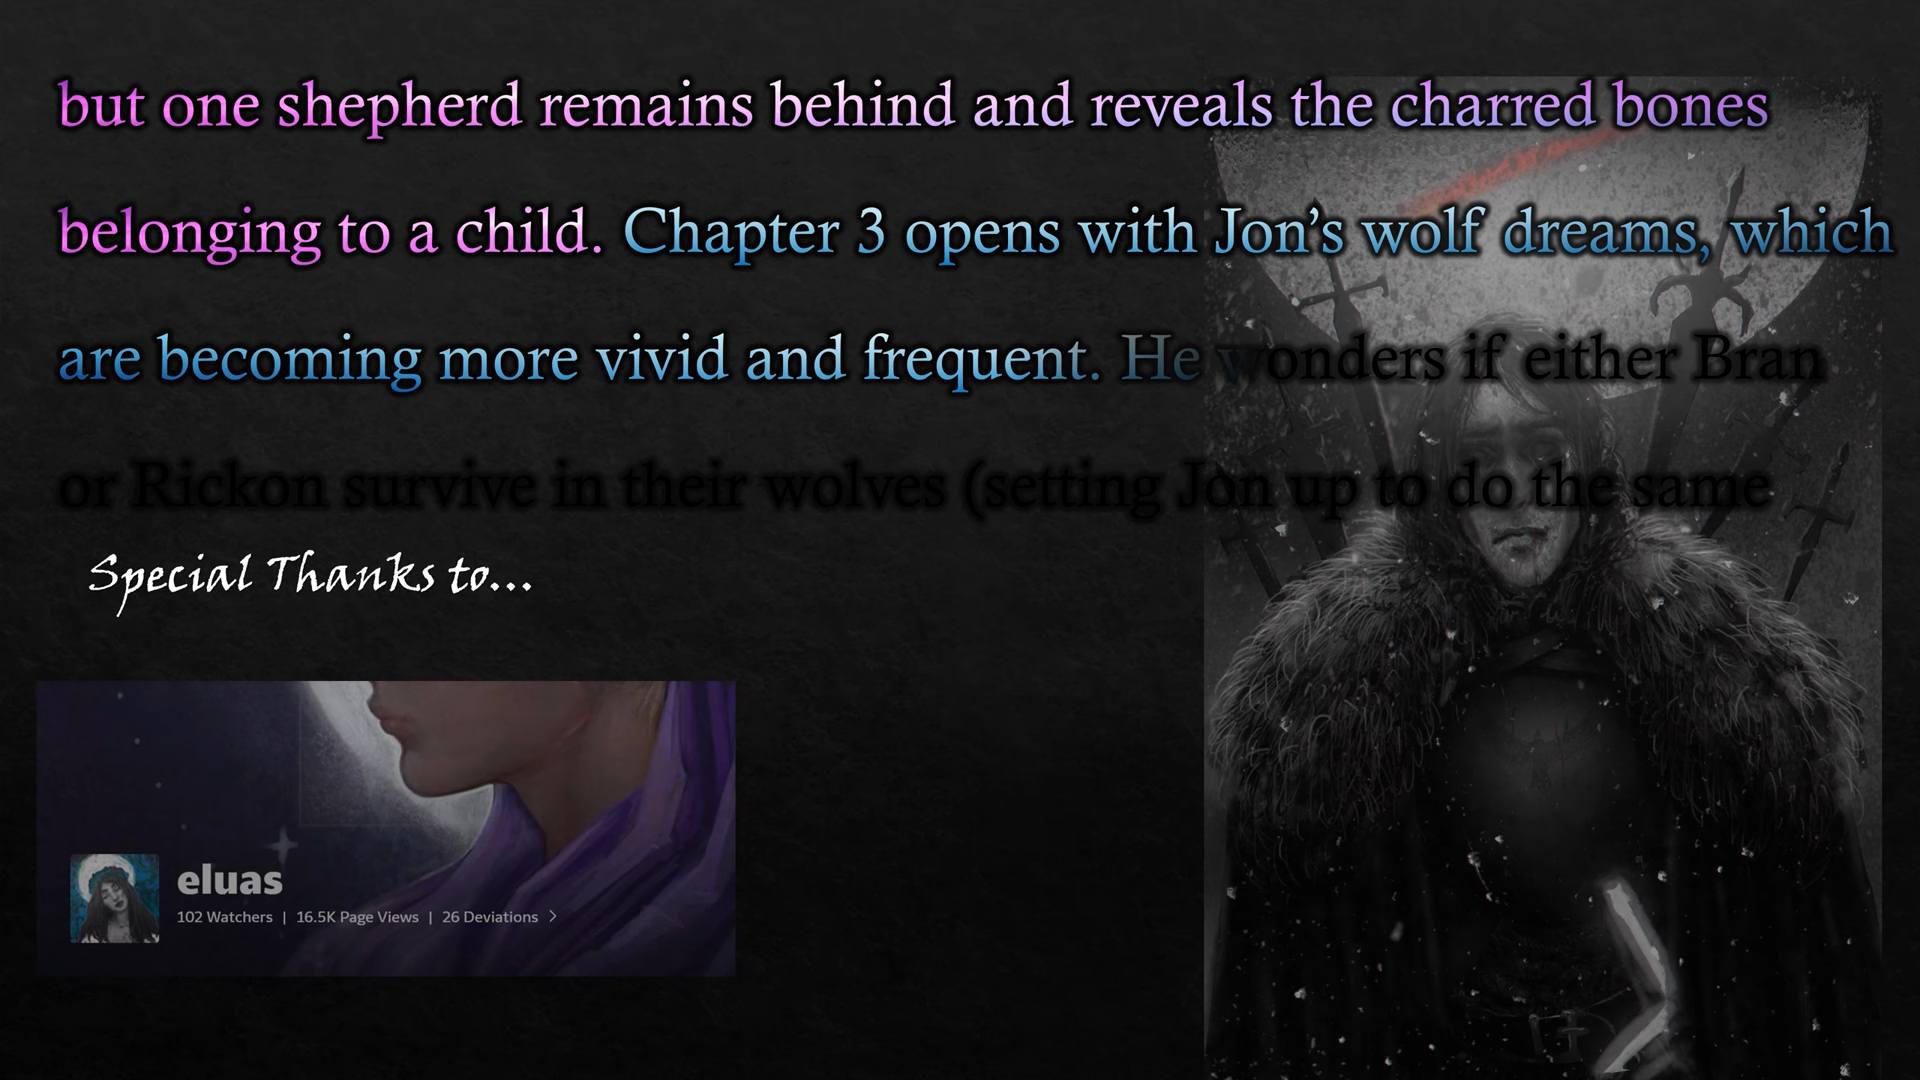 but one shepherd remains behind and reveals the charred bones
belonging to a child. Chapter 3 opens with Jon’s wolf dreams, which
are becoming more vivid and frequent. He wonders if either Bran
or Rickon survive in their wolves (setting Jon up to do the same
Special Thanks to...
eluas
102 Watchers | 16.5K Page Views | 26 Deviations >